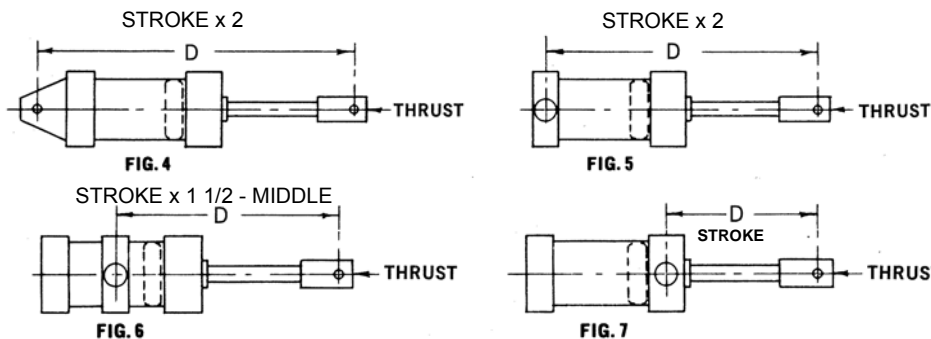 STROKE x 2
D
THRUST
FIG. 4
STROKE x 2
D
THRUST
FIG. 5
STROKE x 1 1/2 - MIDDLE
D
THRUST
FIG. 6
D
STROKE
THRUS
FIG. 7